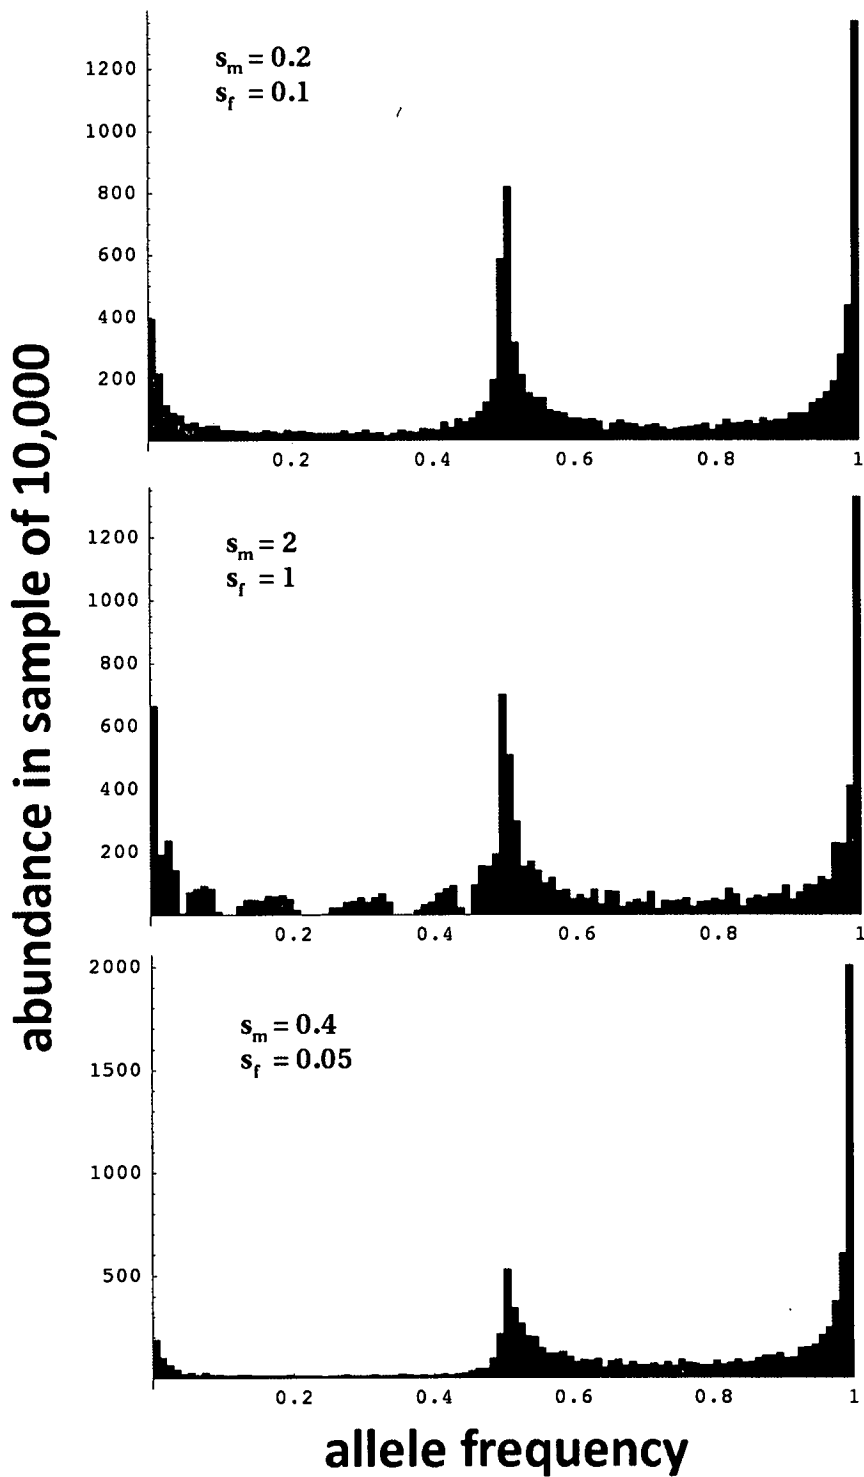 abundance in sample of 10,000
s_m = 0.2
s_f = 0.1
1200
1000
800
600
400
200
0.2 0.4 0.6 0.8 1
s_m = 2
s_f = 1
1200
1000
800
600
400
200
0.2 0.4 0.6 0.8 1
s_m = 0.4
s_f = 0.05
2000
1500
1000
500
0.2 0.4 0.6 0.8 1
allele frequency